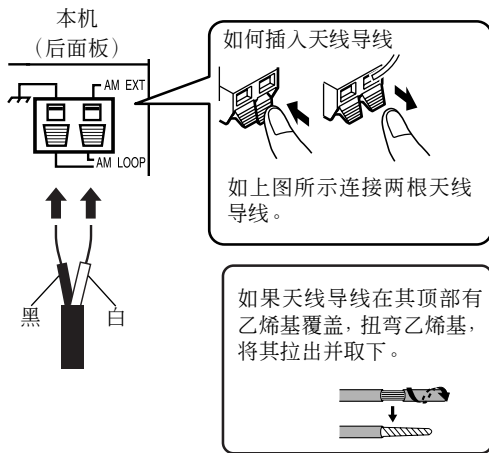 本机
（后面板）
AM EXT
AM LOOP
黑
白
如何插入天线导线
如上图所示连接两根天线
导线。
如果天线导线在其顶部有
乙烯基覆盖，扭弯乙烯基，
将其拉出并取下。